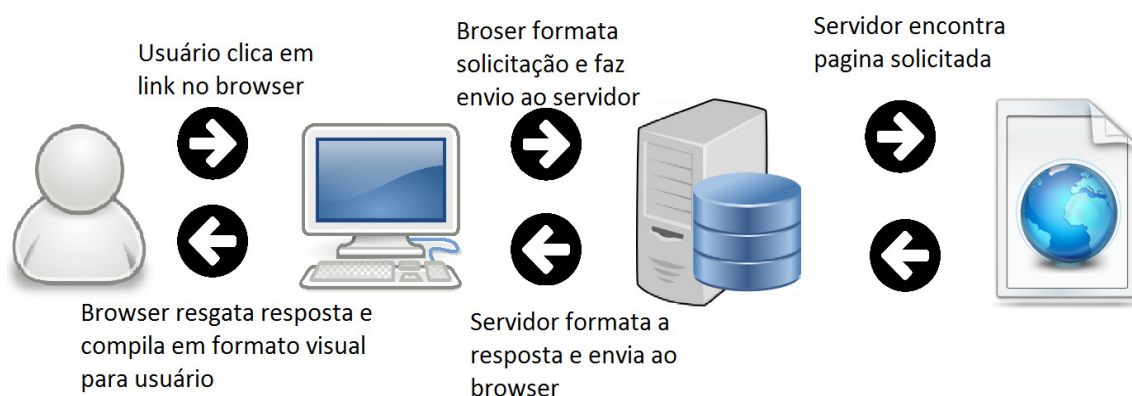 Usuário clica em
link no browser
Broser formata
solicitação e faz
envio ao servidor
Servidor encontra
pagina solicitada
Browser resgata resposta e
compila em formato visual
para usuário
Servidor formata a
resposta e envia ao
browser